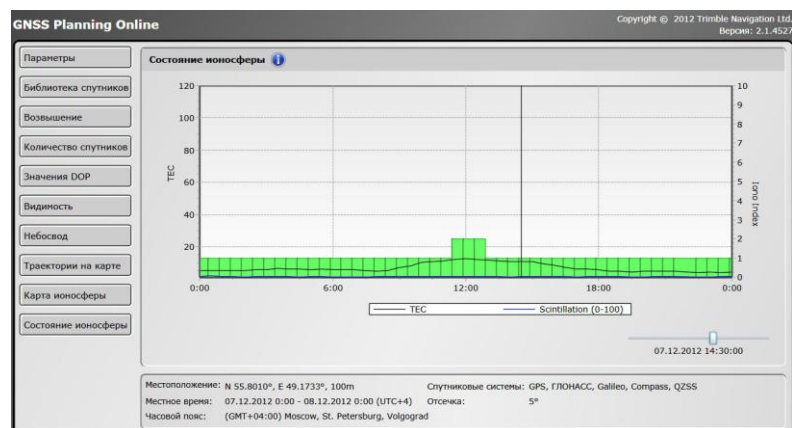 GNSS Planning Online
Copyright © 2012 Trimble Navigation Ltd.
Версия: 2.1.4527
Параметры
Библиотека спутников
Возвышение
Количество спутников
Значения DOP
Видимость
Небосвод
Траектории на карте
Карта ионосферы
Состояние ионосферы
Состояние ионосферы i
120
100
80
60
40
20
TEC
10
9
8
7
6
5
4
3
2
1
0
Iono Index
0:00 6:00 12:00 18:00 0:00
TEC Scintillation (0-100)
07.12.2012 14:30:00
Местоположение: N 55.8010°, E 49.1733°, 100m Спутниковые системы: GPS, ГЛОНАСС, Galileo, Compass, QZSS
Местное время: 07.12.2012 0:00 - 08.12.2012 0:00 (UTC+4) Отсечка: 5°
Часовой пояс: (GMT+04:00) Moscow, St. Petersburg, Volgograd